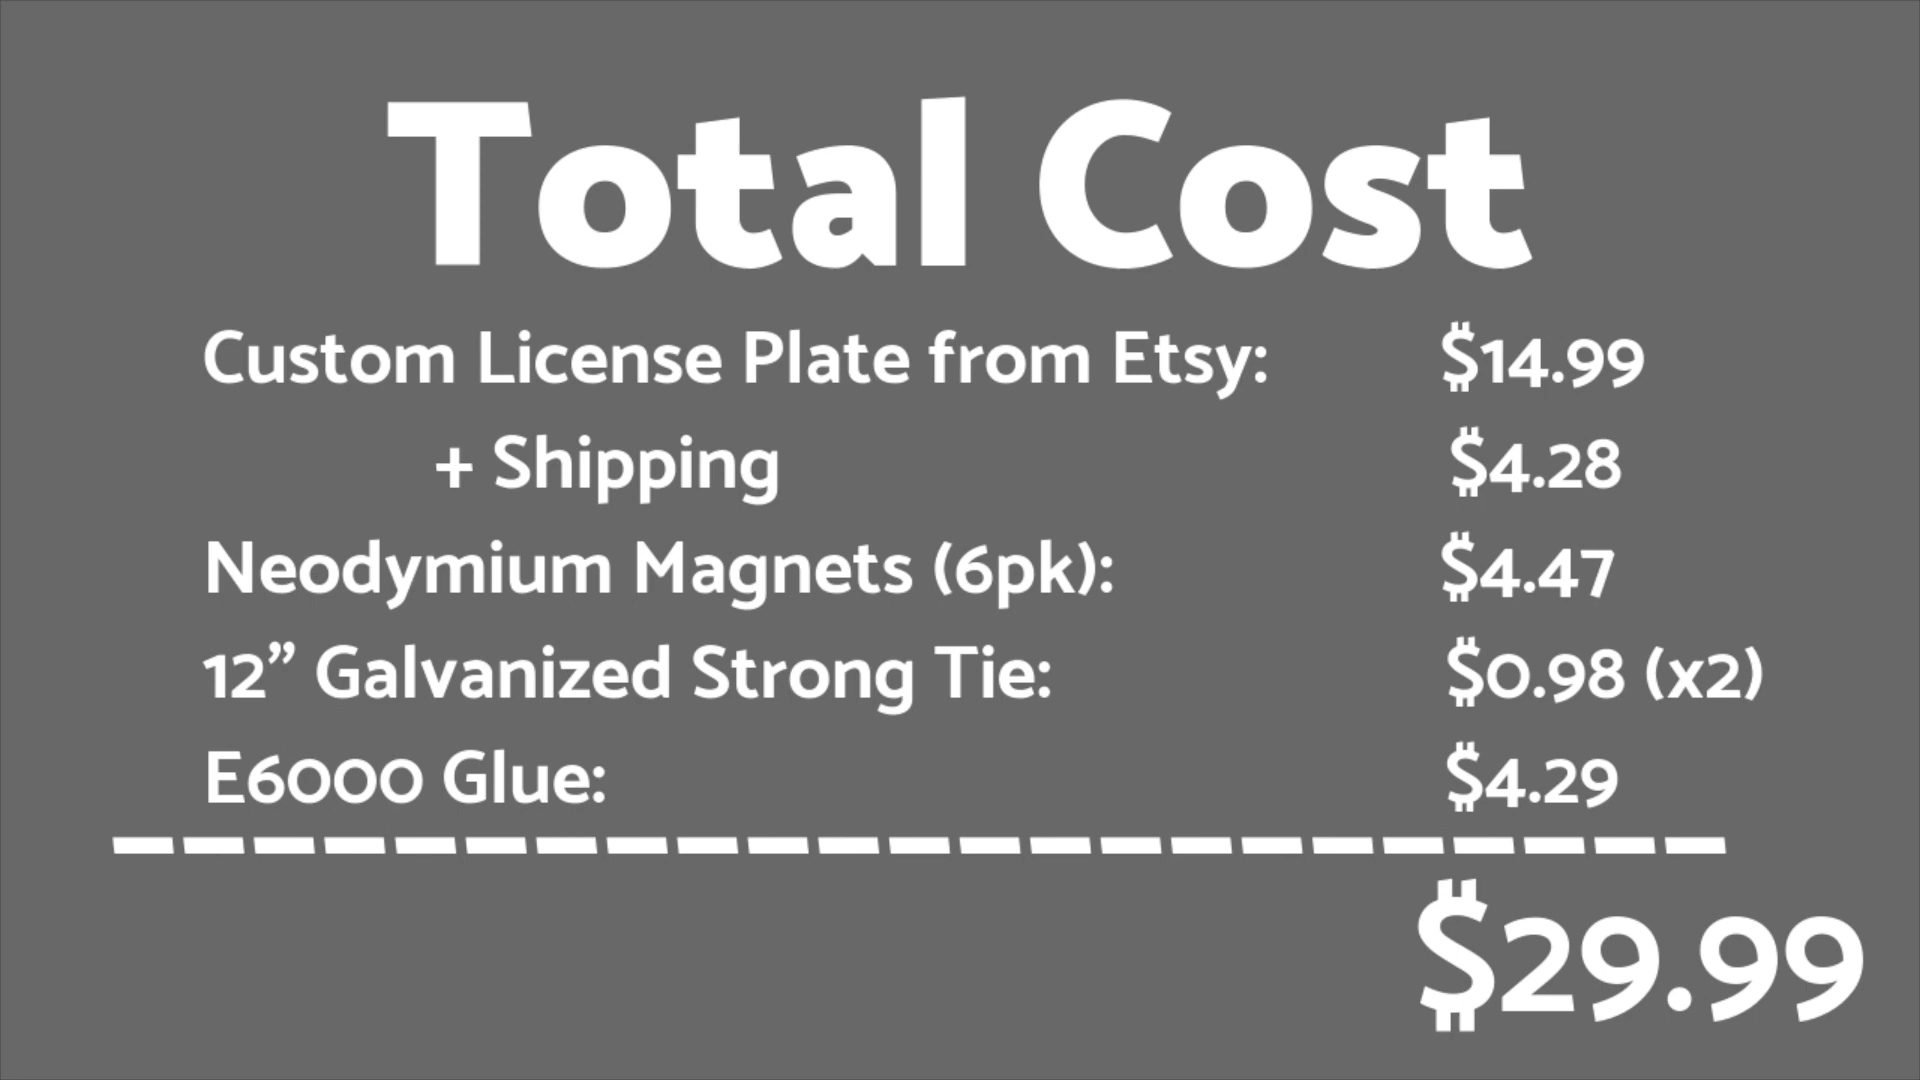 Total Cost
Custom License Plate from Etsy: $14.99
+ Shipping $4.28
Neodymium Magnets (6pk): $4.47
12” Galvanized Strong Tie: $0.98 (x2)
E6000 Glue: $4.29
$29.99